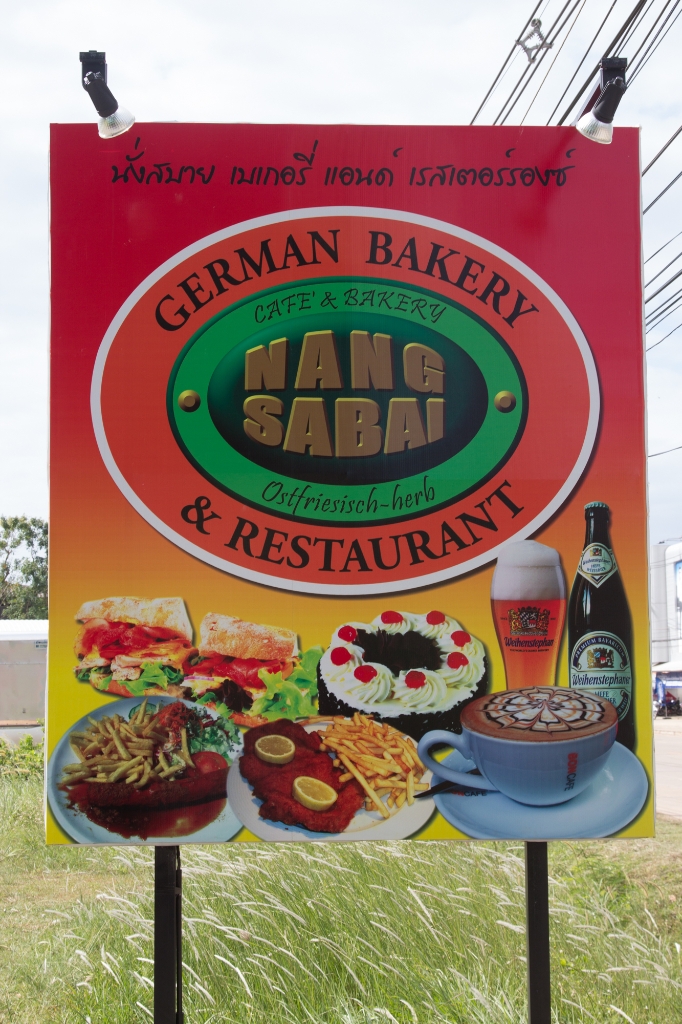 นั่งสบาย เบเกอรี่ แอนด์ เรสเตอร์รองซ์
GERMAN BAKERY
CAFE' & BAKERY
NANG
SABAI
Ostfriesisch-herb
& RESTAURANT
Weihenstephan
Weihenstephaner
PREMIUM BAVARICUM